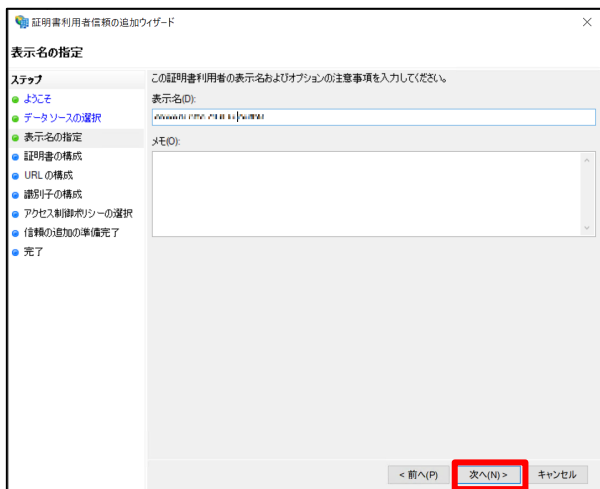 証明書利用者信頼の追加ウィザード
表示名の指定
ステップ
ようこそ
データ ソースの選択
表示名の指定
証明書の構成
URL の構成
識別子の構成
アクセス制御ポリシーの選択
信頼の追加の準備完了
完了
この証明書利用者の表示名およびオプションの注意事項を入力してください。
表示名(D):
メモ(O):
< 前へ(P)
次へ(N) >
キャンセル